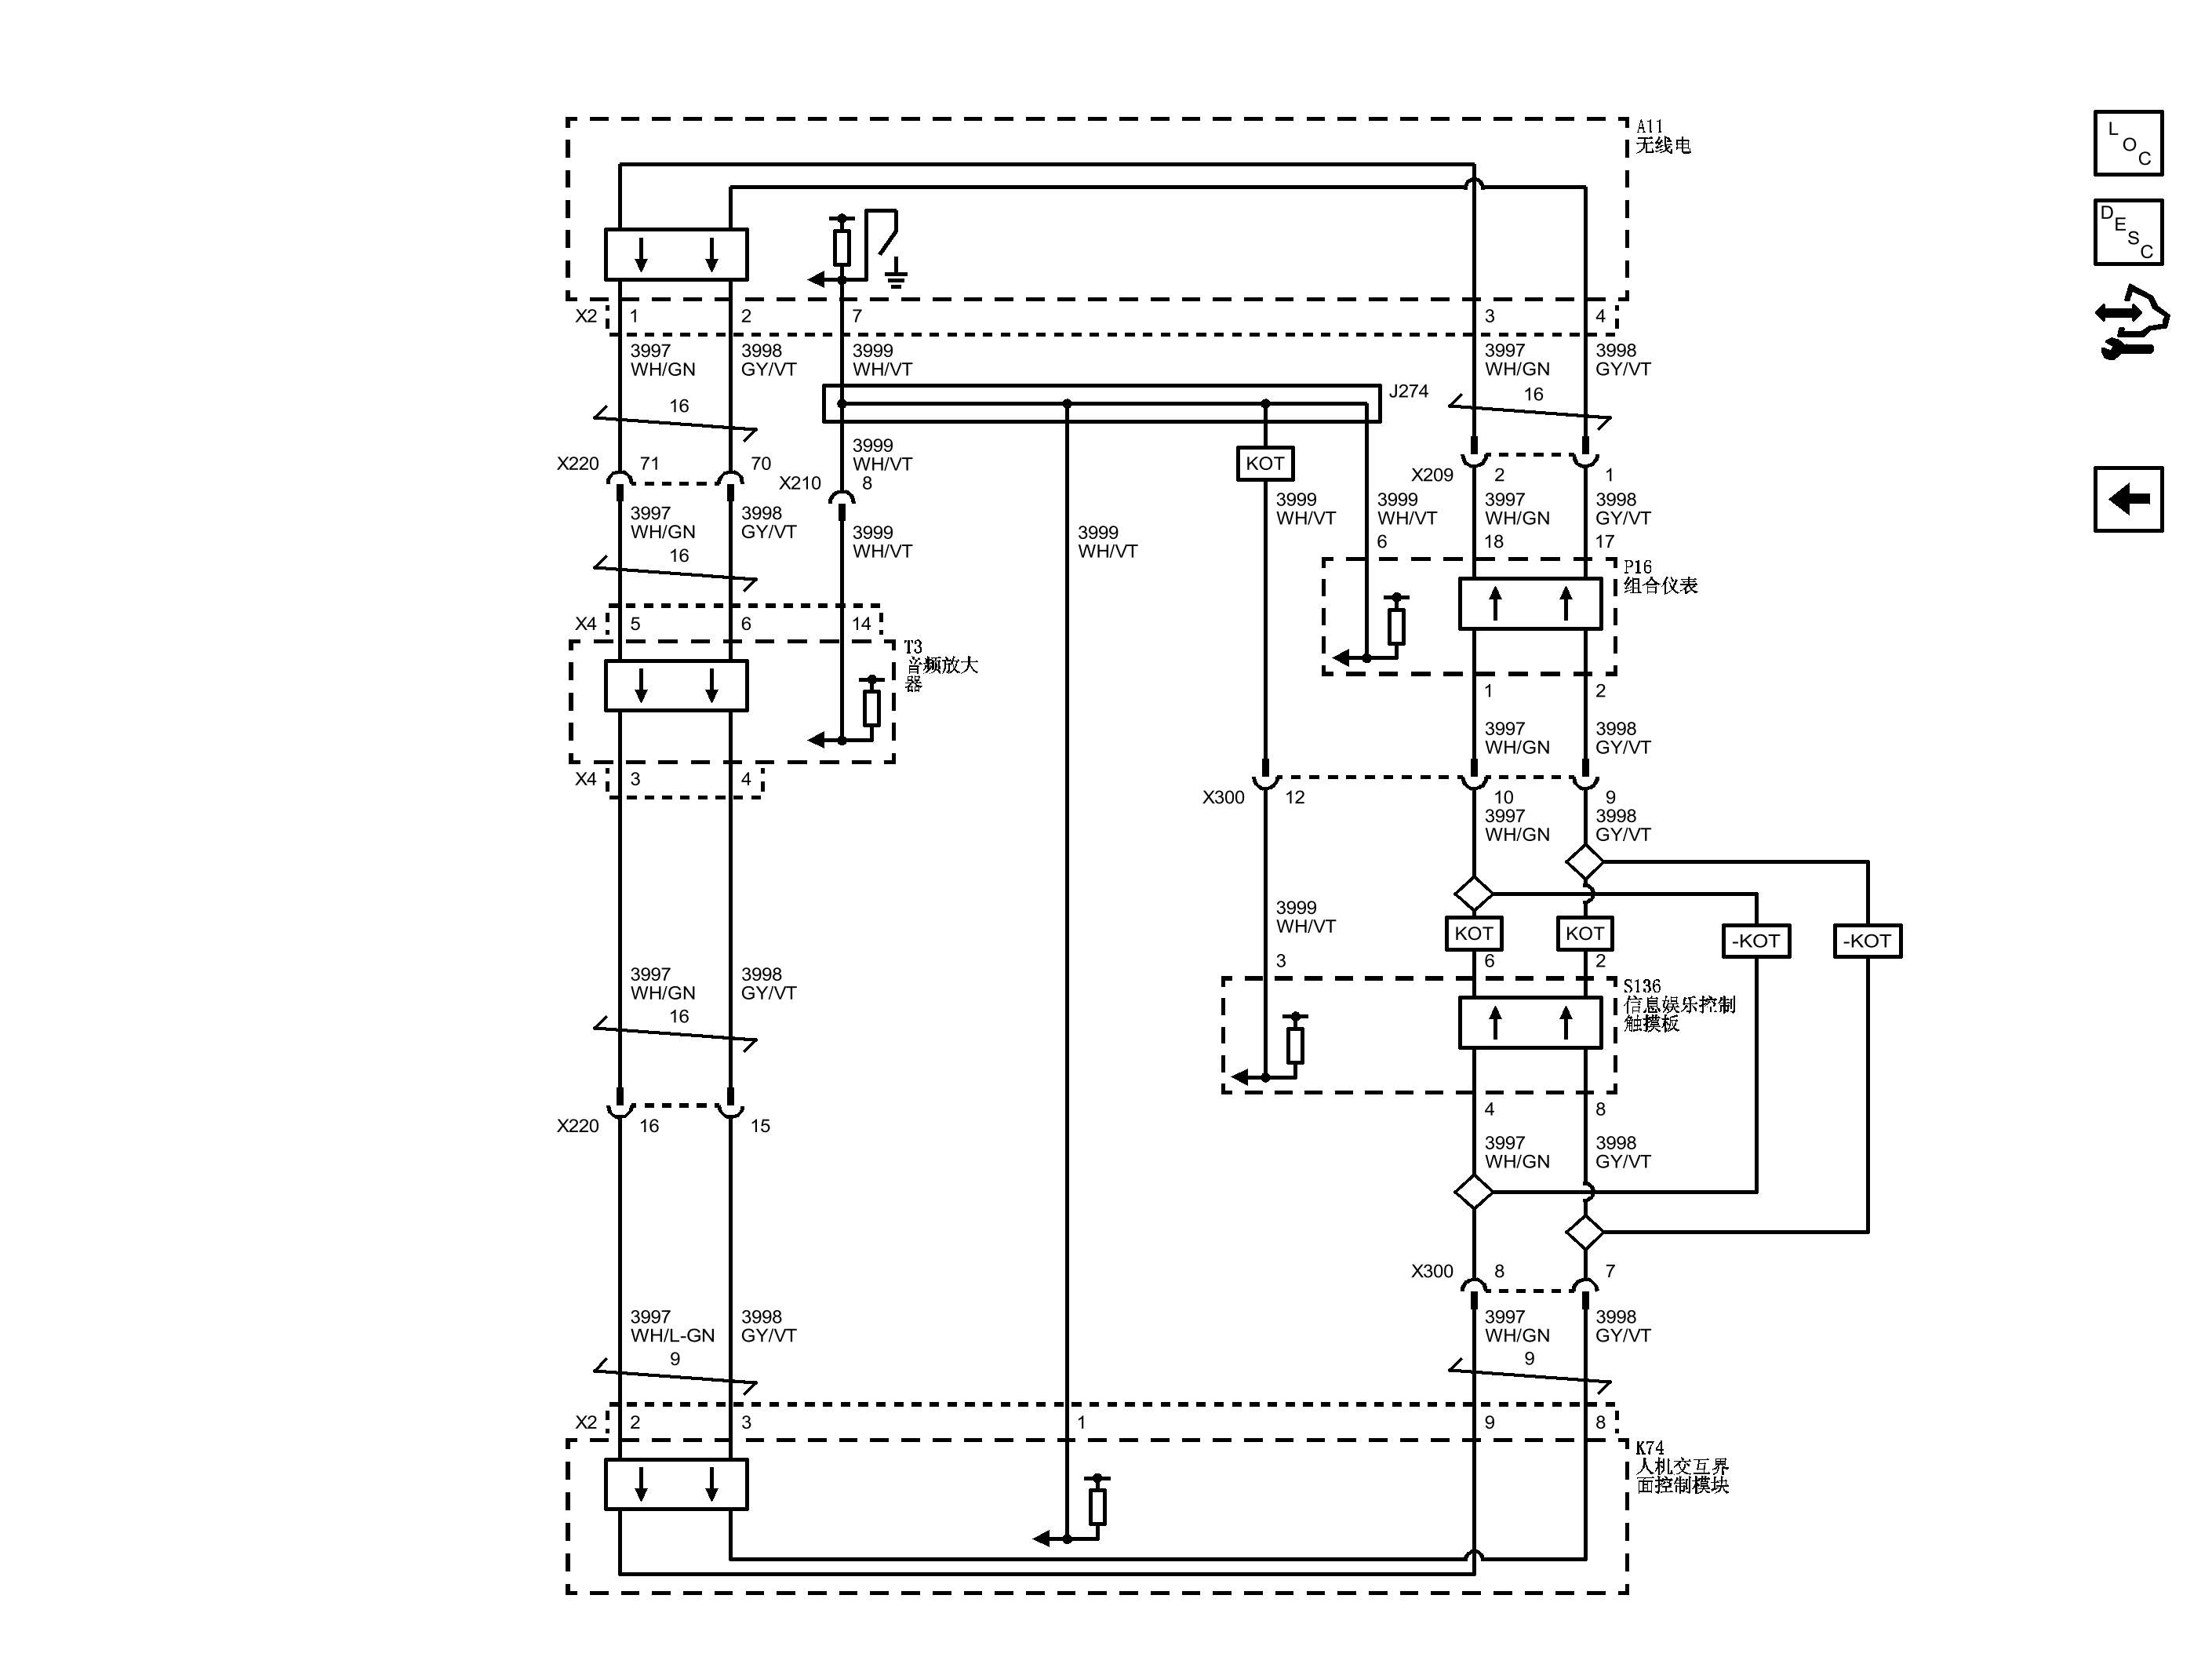 A11
无线电
L
O
C
D
E
S
C
X2 1 2 7 3 4
3997 3998 3999 3997 3998
WH/GN GY/VT WH/VT WH/GN GY/VT
16 J274 16
3999
WH/VT
X220 71 70 X210 8 KOT X209 2 1
3997 3998 3999 3999 3999 3999 3997 3998
WH/GN GY/VT WH/VT WH/VT WH/VT WH/VT WH/GN GY/VT
16 6 18 17
P16
组合仪表
X4 5 6 14
T3
音频放大
器
1 2
3997 3998
WH/GN GY/VT
X4 3 4
X300 12 10 9
3997 3998
WH/GN GY/VT
3999
WH/VT
KOT KOT -KOT -KOT
3 6 2
3997 3998
WH/GN GY/VT
16
S136
信息娱乐控制
触摸板
X220 16 15
4 8
3997 3998
WH/GN GY/VT
X300 8 7
3997 3998 3997 3998
WH/L-GN GY/VT WH/GN GY/VT
9 9
X2 2 3 1 9 8
K74
人机交互界
面控制模块